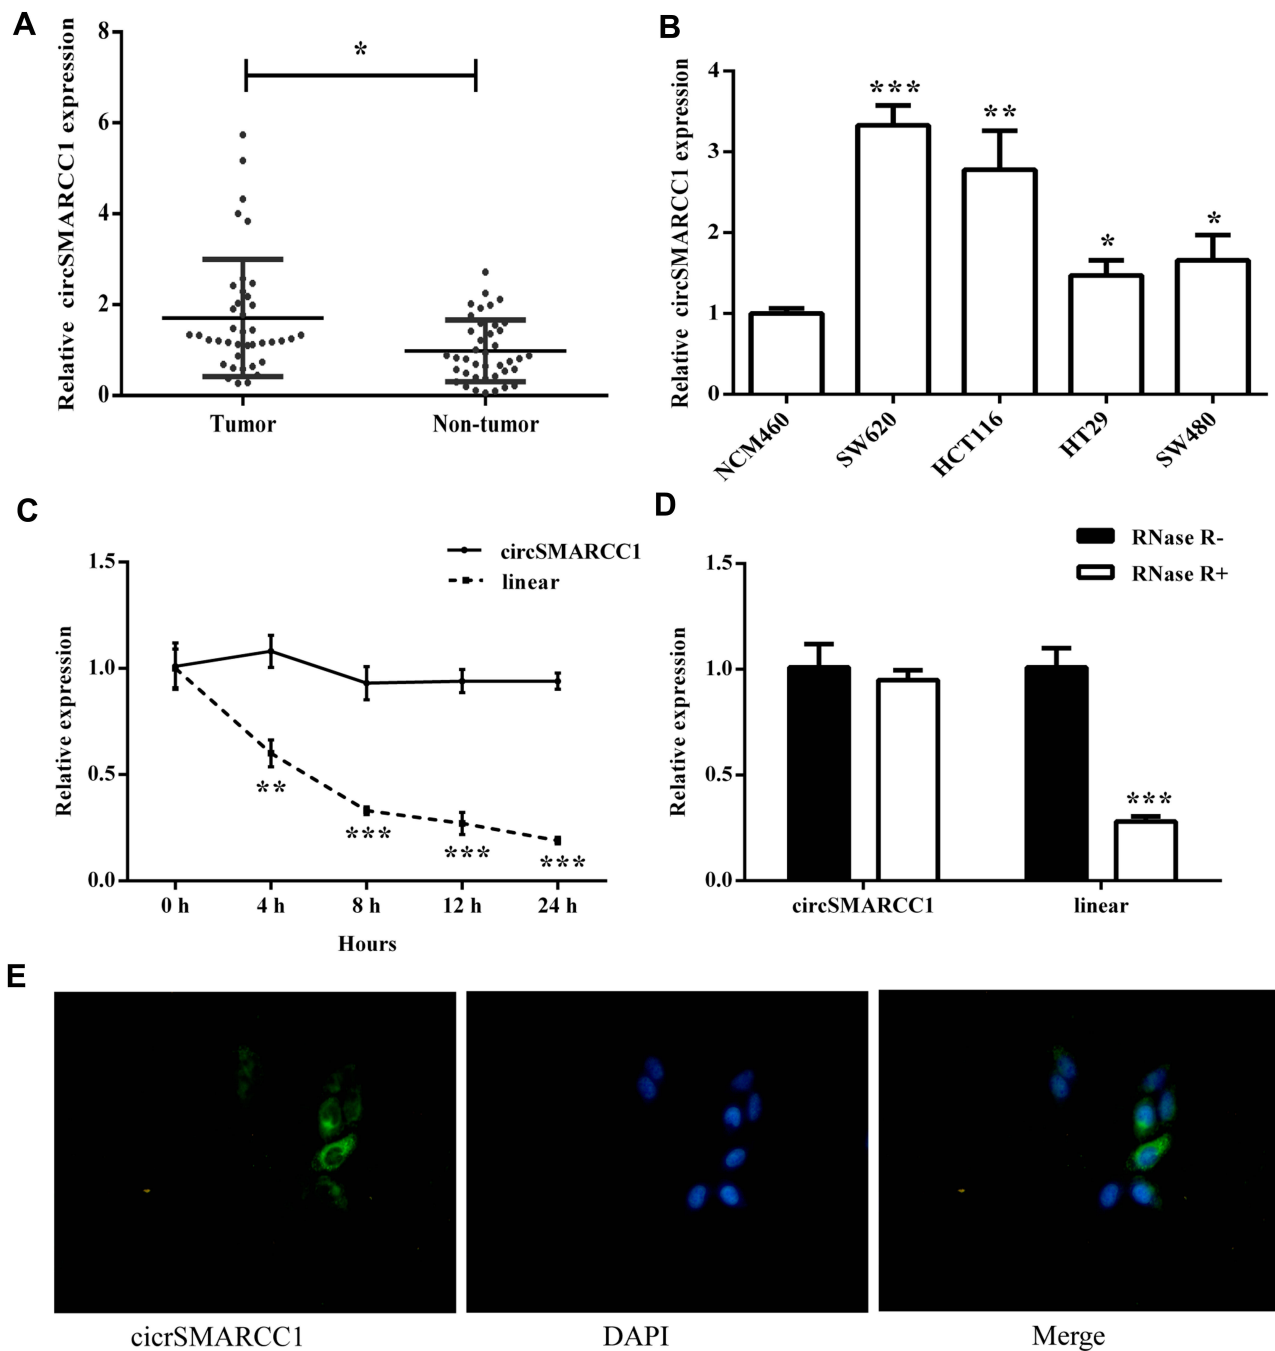 A
Relative circSMARCC1 expression
8
6
4
2
0
*
Tumor
Non-tumor
B
Relative circSMARCC1 expression
4
3
2
1
0
***
**
*
*
NCM460
SW620
HCT116
HT29
SW480
C
Relative expression
1.5
1.0
0.5
0.0
circSMARCC1
linear
**
***
***
***
0 h
4 h
8 h
12 h
24 h
Hours
D
Relative expression
1.5
1.0
0.5
0.0
RNase R-
RNase R+
***
circSMARCC1
linear
E
cicrSMARCC1
DAPI
Merge